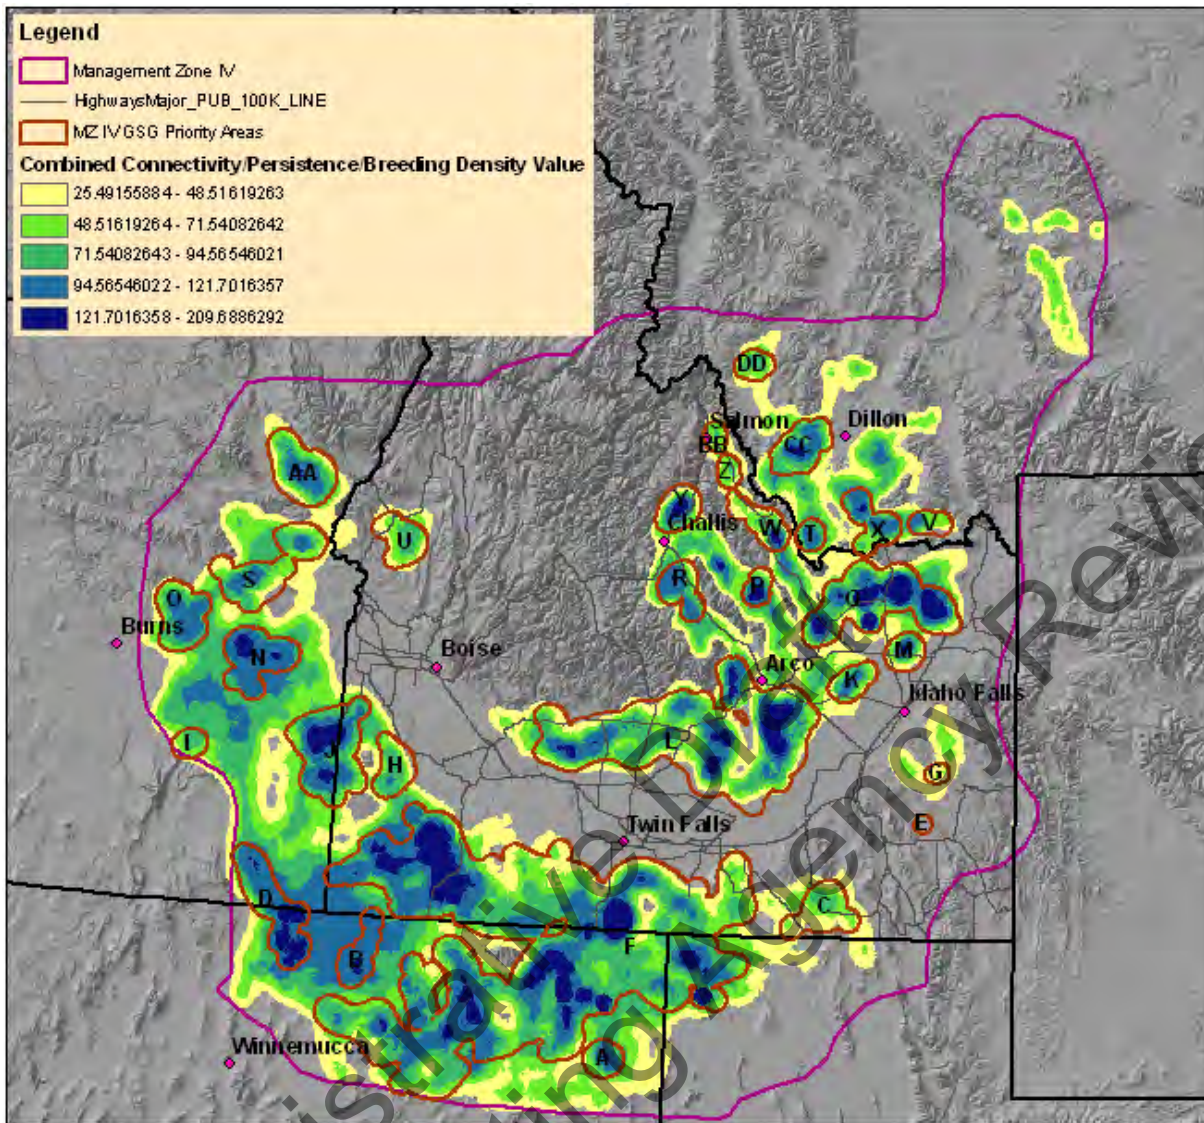 Legend
Management Zone IV
HighwaysMajor_PUB_100K_LINE
MZ IV GSG Priority Areas
Combined Connectivity/Persistence/Breeding Density Value
25.49155884 - 48.51619263
48.51619264 - 71.54082642
71.54082643 - 94.56546021
94.56546022 - 121.7016357
121.7016358 - 209.6886292
DD
Salmon
Dillon
BB
CC
AA
Z
Y
Challis
W
T
X
V
U
S
R
P
Q
O
Burns
N
Boise
Arco
M
K
Idaho Falls
I
J
H
L
G
Twin Falls
E
D
C
B
F
Winnemucca
A